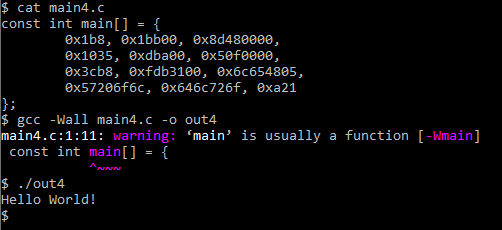 $ cat main4.c
const int main[] = {
0x1b8, 0x1bb00, 0x8d480000,
0x1035, 0xdba00, 0x50f0000,
0x3cb8, 0xfdb3100, 0x6c654805,
0x57206f6c, 0x646c726f, 0xa21
};
$ gcc -Wall main4.c -o out4
main4.c:1:11: warning: ‘main’ is usually a function [-Wmain]
const int main[] = {
^~~~
$ ./out4
Hello World!
$